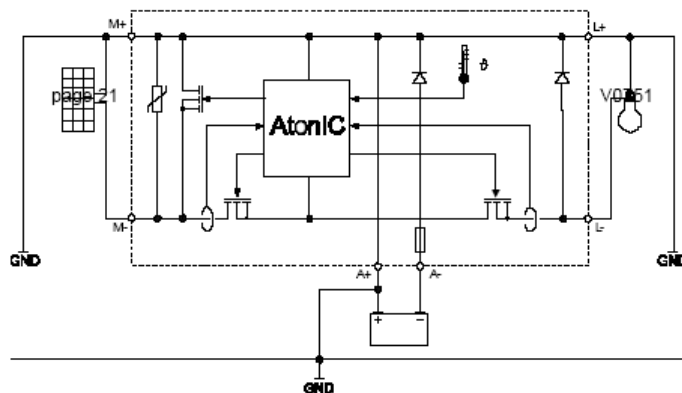 M+
L+
page 21
ϑ
V0751
AtonIC
M-
L-
GND
GND
A+
A-
+
−
GND